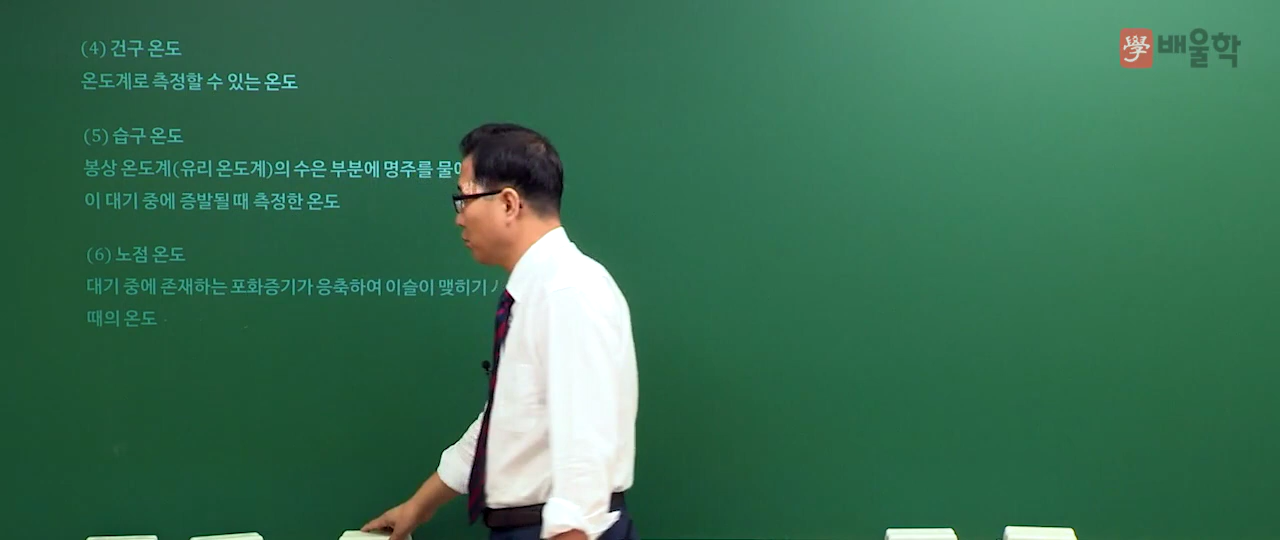 (4) 건구 온도
온도계로 측정할 수 있는 온도
(5) 습구 온도
봉상 온도계(유리 온도계)의 수은 부분에 명주를 물에
이 대기 중에 증발될 때 측정한 온도
(6) 노점 온도
대기 중에 존재하는 포화증기가 응축하여 이슬이 맺히기
때의 온도
學 배울학